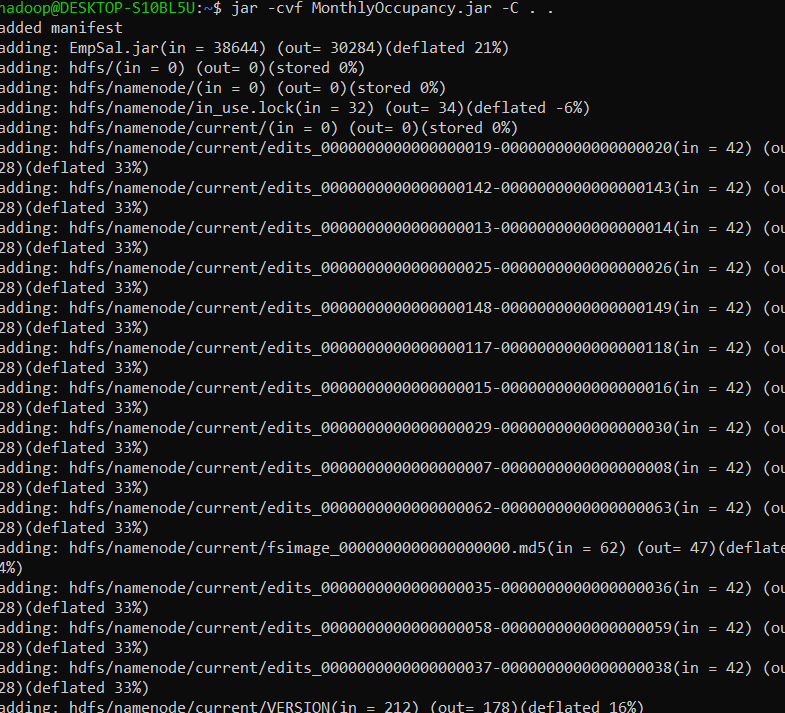 hadoop@DESKTOP-S10BL5U:~$ jar -cvf MonthlyOccupancy.jar -C . .
added manifest
adding: EmpSal.jar(in = 38644) (out= 30284)(deflated 21%)
adding: hdfs/(in = 0) (out= 0)(stored 0%)
adding: hdfs/namenode/(in = 0) (out= 0)(stored 0%)
adding: hdfs/namenode/in_use.lock(in = 32) (out= 34)(deflated -6%)
adding: hdfs/namenode/current/(in = 0) (out= 0)(stored 0%)
adding: hdfs/namenode/current/edits_0000000000000000019-0000000000000000020(in = 42) (ou
28)(deflated 33%)
adding: hdfs/namenode/current/edits_0000000000000000142-0000000000000000143(in = 42) (ou
28)(deflated 33%)
adding: hdfs/namenode/current/edits_0000000000000000013-0000000000000000014(in = 42) (ou
28)(deflated 33%)
adding: hdfs/namenode/current/edits_0000000000000000025-0000000000000000026(in = 42) (ou
28)(deflated 33%)
adding: hdfs/namenode/current/edits_0000000000000000148-0000000000000000149(in = 42) (ou
28)(deflated 33%)
adding: hdfs/namenode/current/edits_0000000000000000117-0000000000000000118(in = 42) (ou
28)(deflated 33%)
adding: hdfs/namenode/current/edits_0000000000000000015-0000000000000000016(in = 42) (ou
28)(deflated 33%)
adding: hdfs/namenode/current/edits_0000000000000000029-0000000000000000030(in = 42) (ou
28)(deflated 33%)
adding: hdfs/namenode/current/edits_0000000000000000007-0000000000000000008(in = 42) (ou
28)(deflated 33%)
adding: hdfs/namenode/current/edits_0000000000000000062-0000000000000000063(in = 42) (ou
28)(deflated 33%)
adding: hdfs/namenode/current/fsimage_0000000000000000000.md5(in = 62) (out= 47)(deflate
4%)
adding: hdfs/namenode/current/edits_0000000000000000035-0000000000000000036(in = 42) (ou
28)(deflated 33%)
adding: hdfs/namenode/current/edits_0000000000000000058-0000000000000000059(in = 42) (ou
28)(deflated 33%)
adding: hdfs/namenode/current/edits_0000000000000000037-0000000000000000038(in = 42) (ou
28)(deflated 33%)
adding: hdfs/namenode/current/VERSION(in = 212) (out= 178)(deflated 16%)